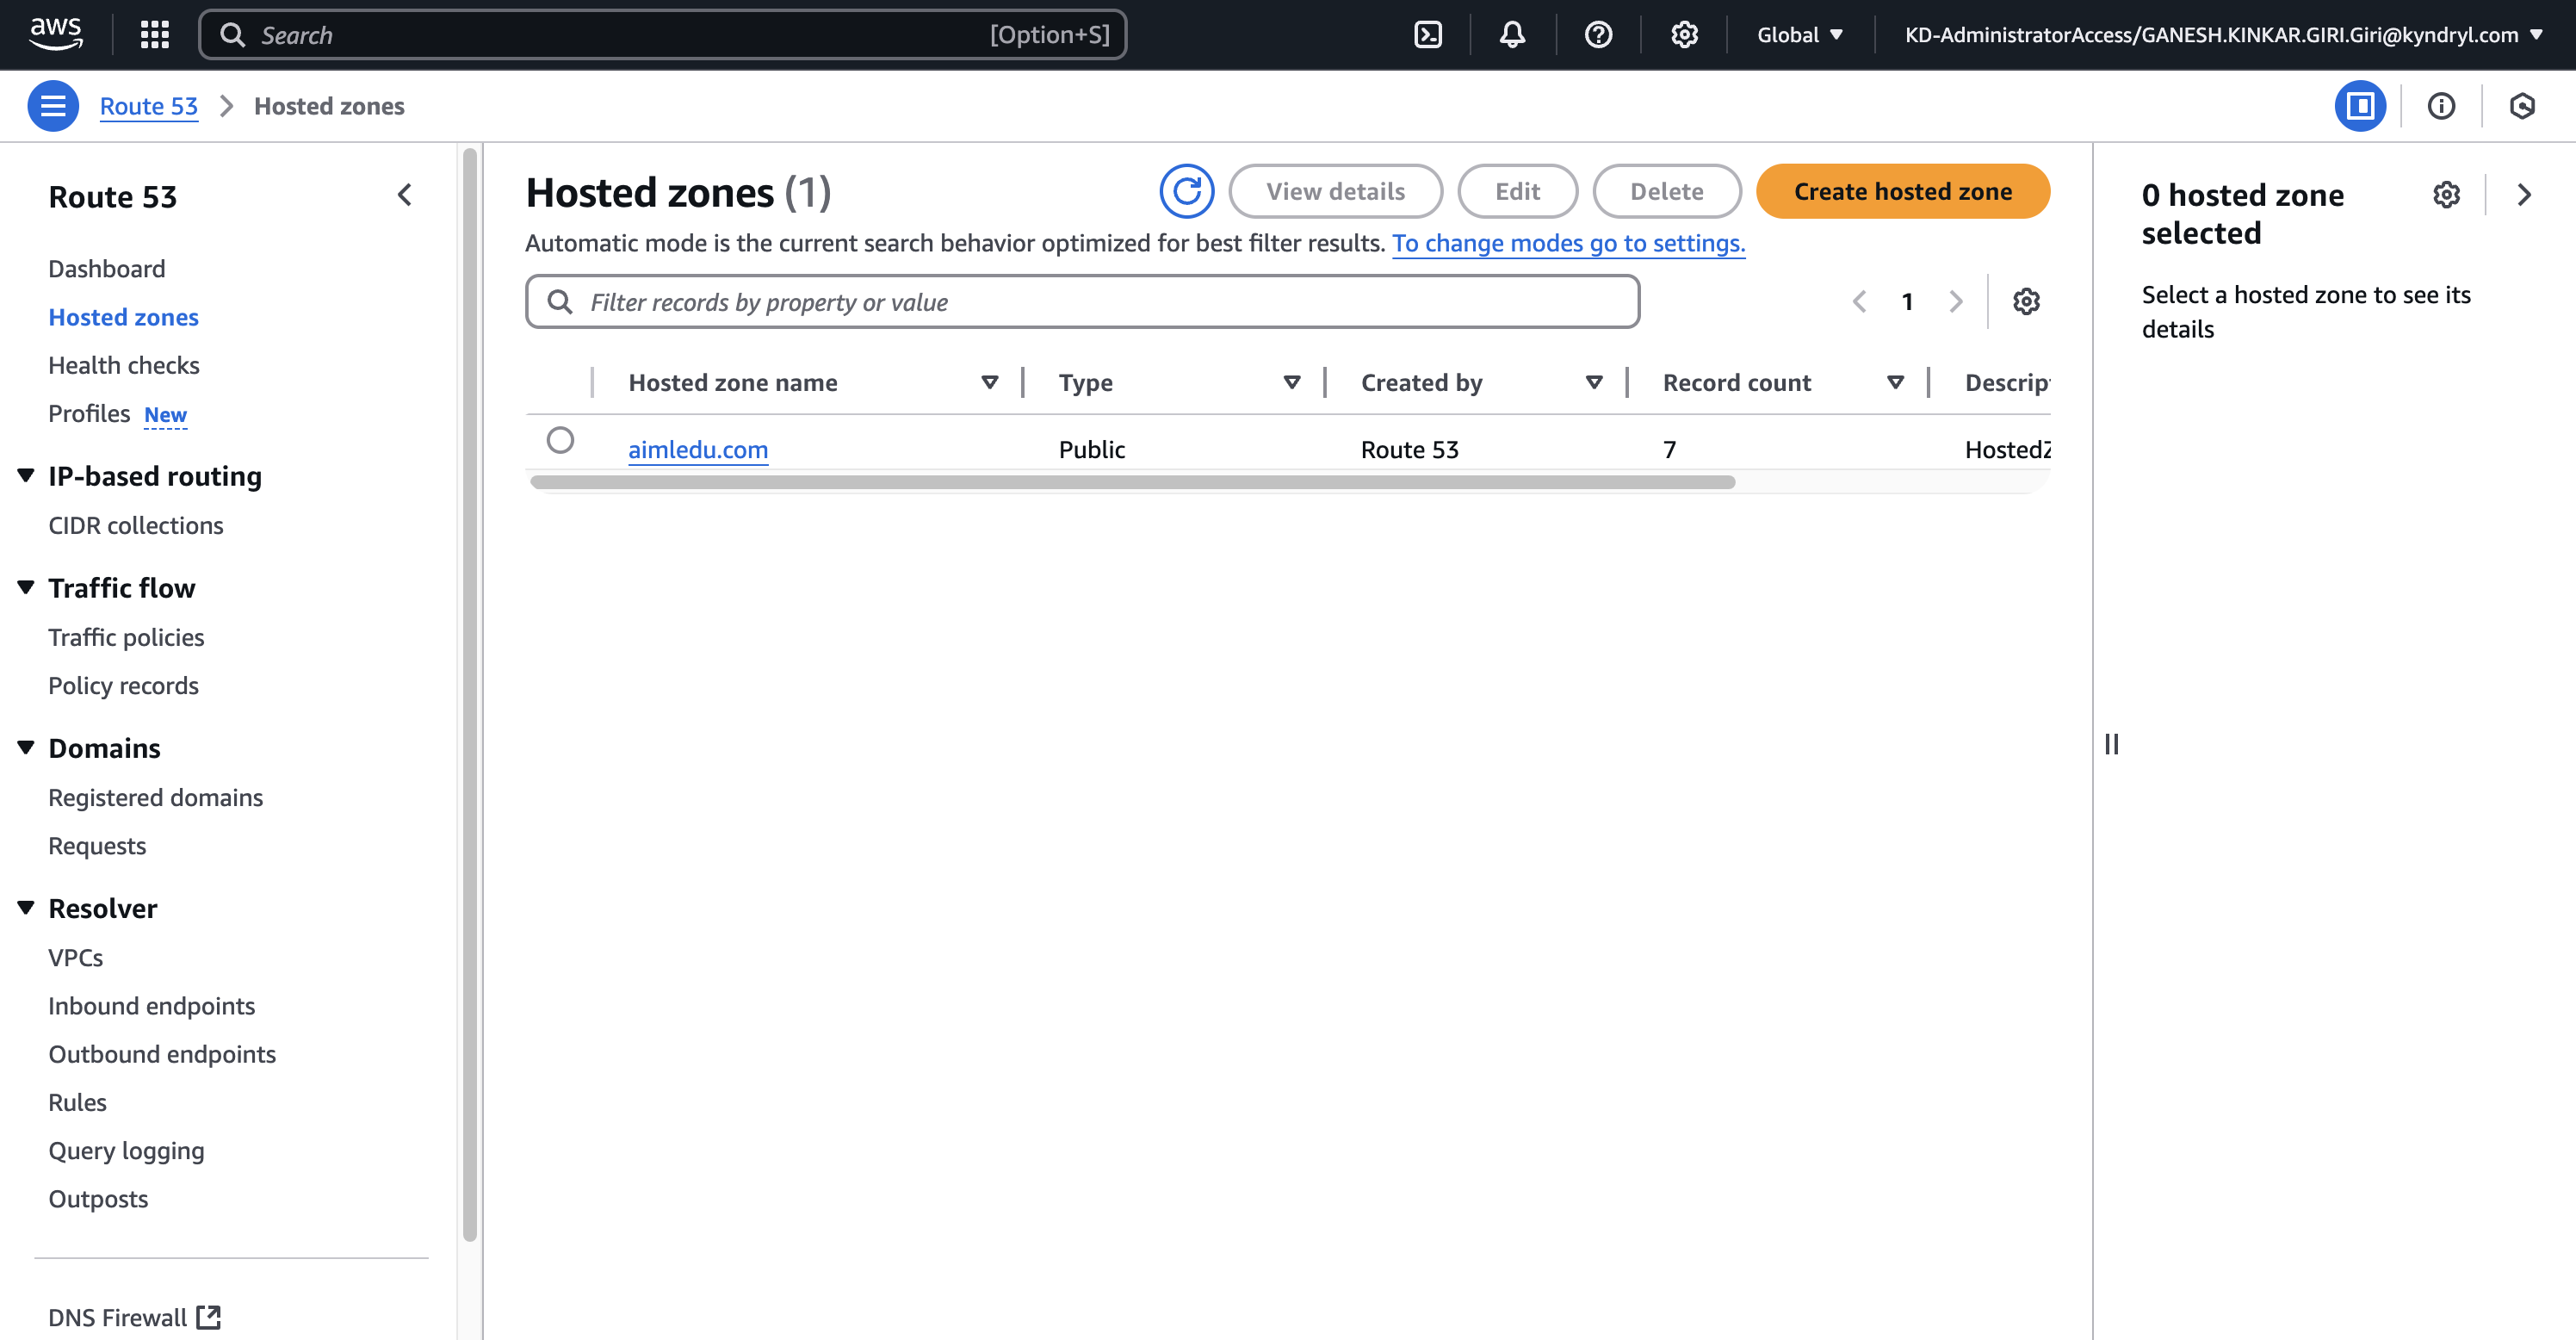 aws
Search [Option+S]
Global
KD-AdministratorAccess/GANESH.KINKAR.GIRI.Giri@kyndryl.com
Route 53 Hosted zones
Route 53
Dashboard
Hosted zones
Health checks
Profiles New
IP-based routing
CIDR collections
Traffic flow
Traffic policies
Policy records
Domains
Registered domains
Requests
Resolver
VPCs
Inbound endpoints
Outbound endpoints
Rules
Query logging
Outposts
DNS Firewall
Hosted zones (1)
View details
Edit
Delete
Create hosted zone
Automatic mode is the current search behavior optimized for best filter results. To change modes go to settings.
Filter records by property or value
1
Hosted zone name Type Created by Record count Descrip
aimledu.com Public Route 53 7 HostedZ
0 hosted zone
selected
Select a hosted zone to see its
details